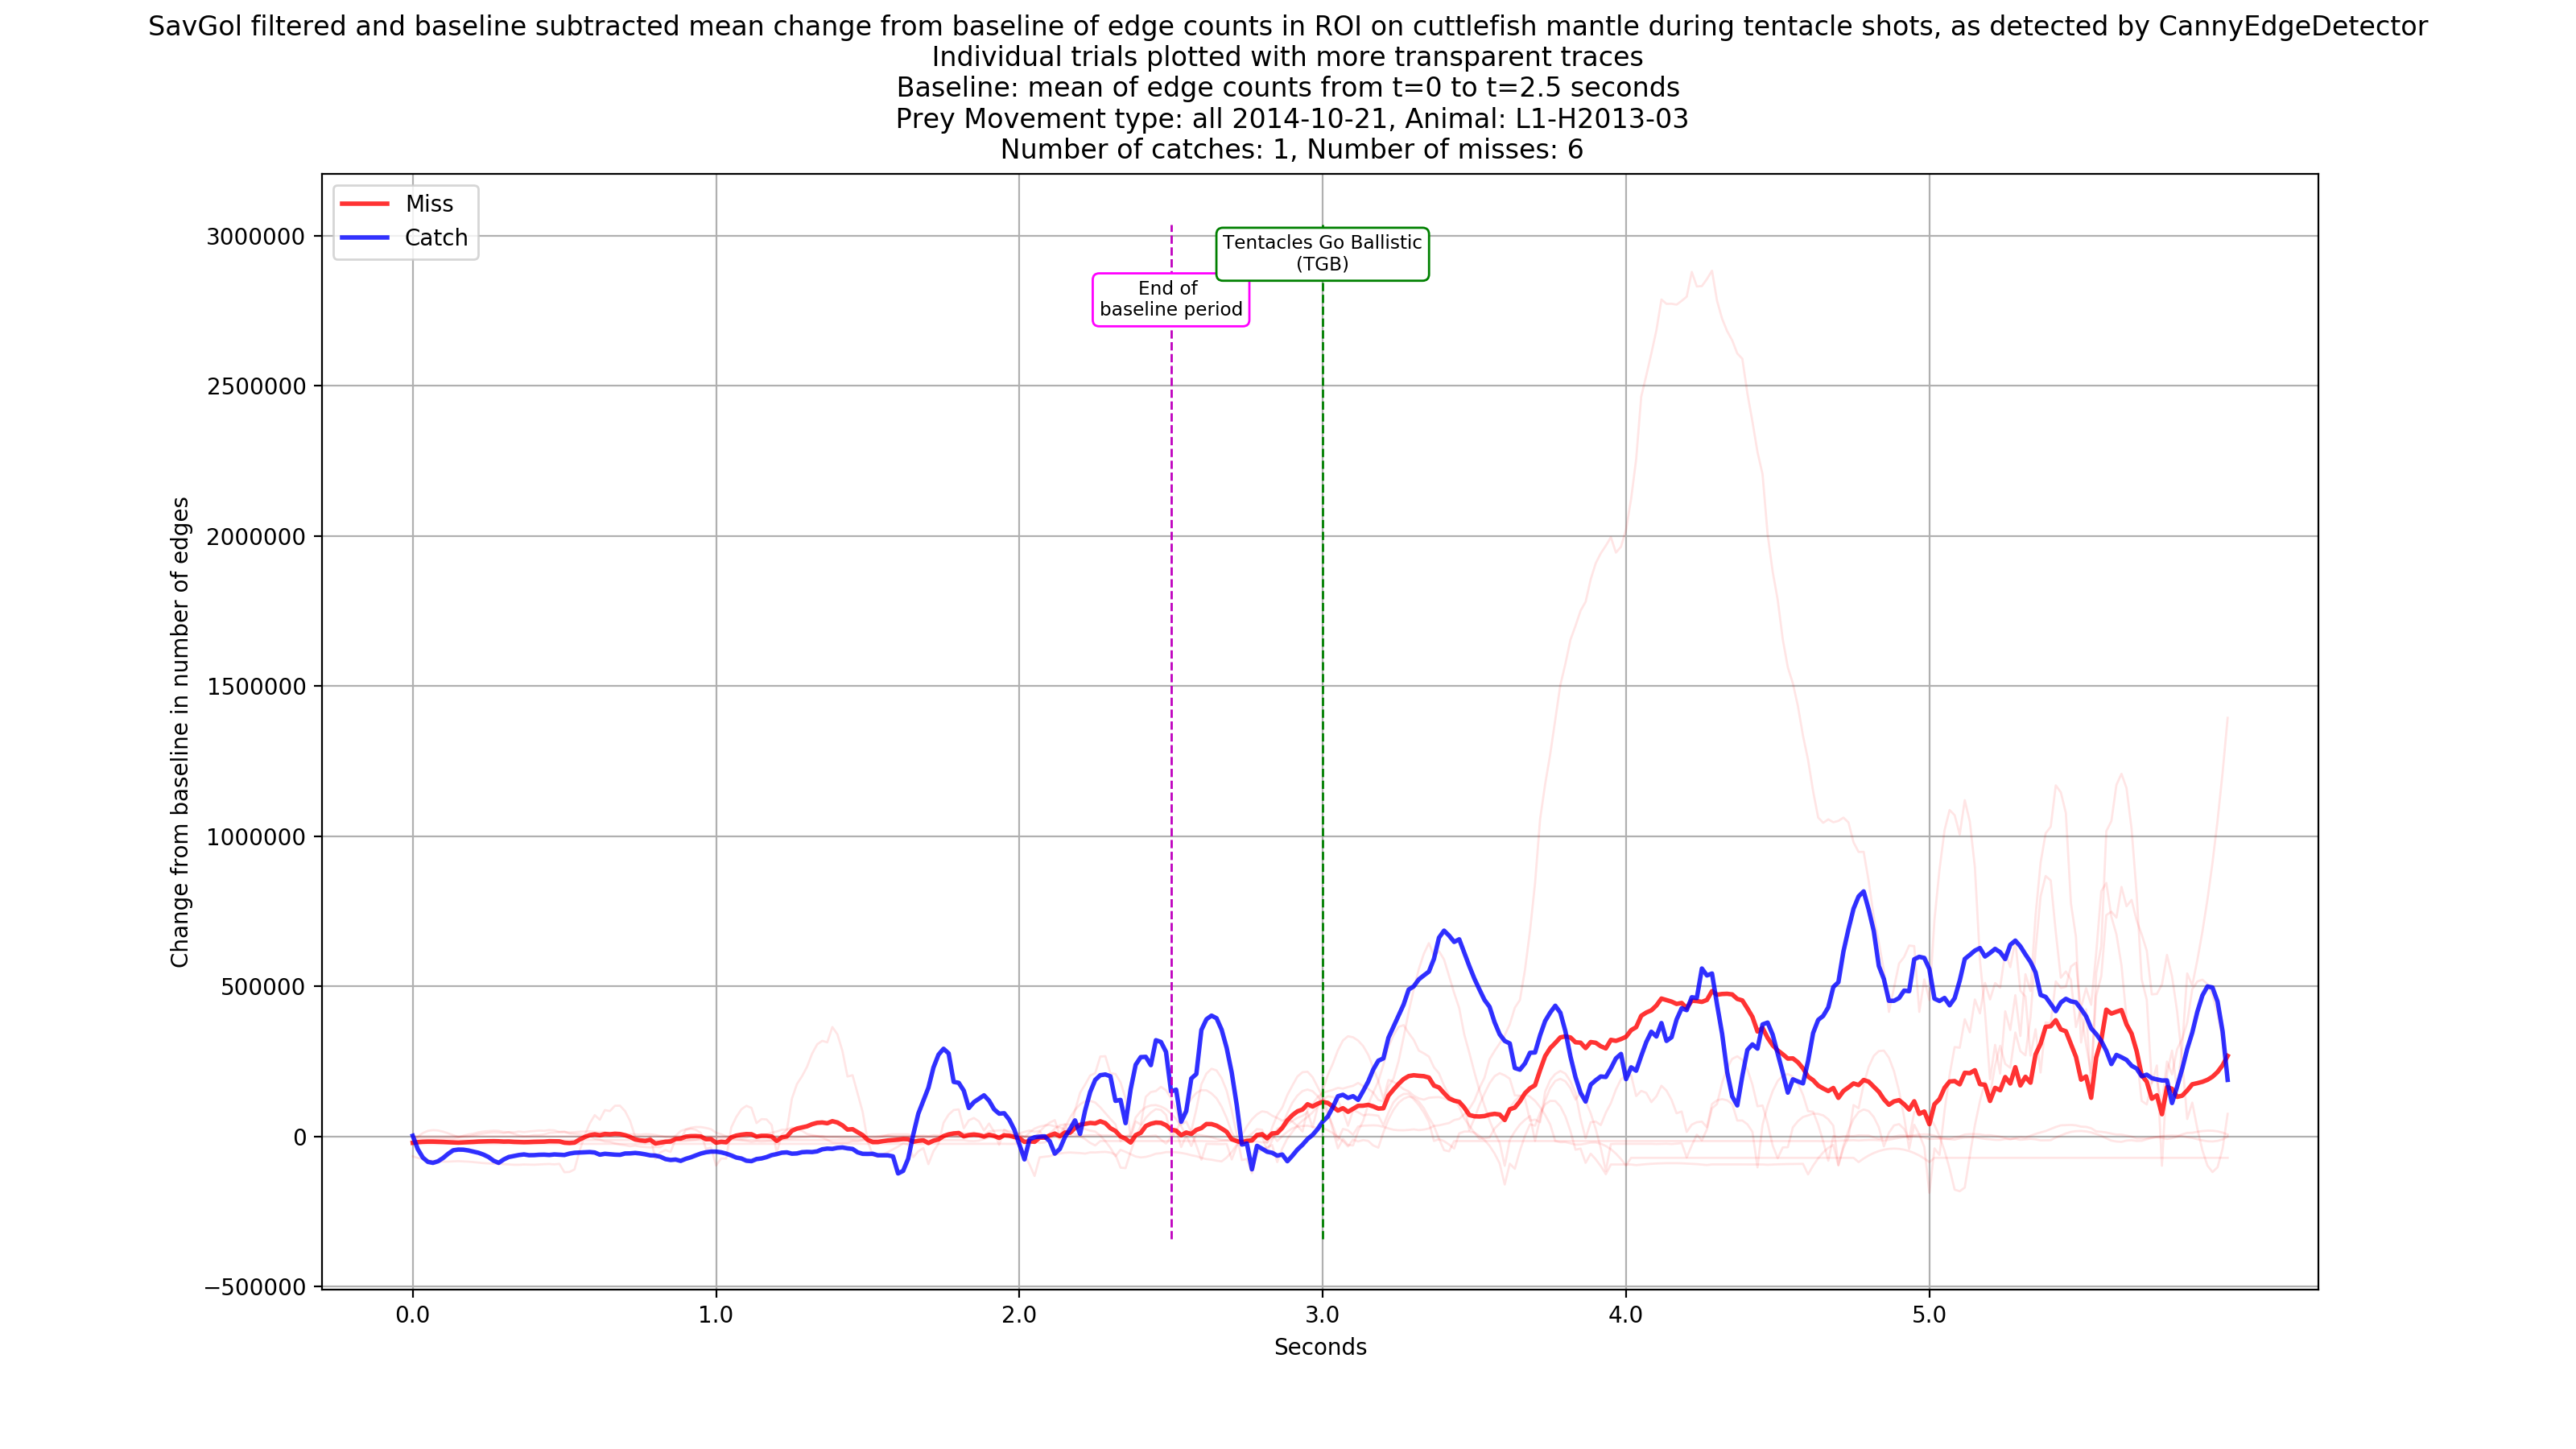 SavGol filtered and baseline subtracted mean change from baseline of edge counts in ROI on cuttlefish mantle during tentacle shots, as detected by CannyEdgeDetector
Individual trials plotted with more transparent traces
Baseline: mean of edge counts from t=0 to t=2.5 seconds
Prey Movement type: all 2014-10-21, Animal: L1-H2013-03
Number of catches: 1, Number of misses: 6
Miss
Catch
Tentacles Go Ballistic
(TGB)
End of
baseline period
3000000
2500000
2000000
1500000
1000000
500000
0
−500000
Change from baseline in number of edges
0.0
1.0
2.0
3.0
4.0
5.0
Seconds